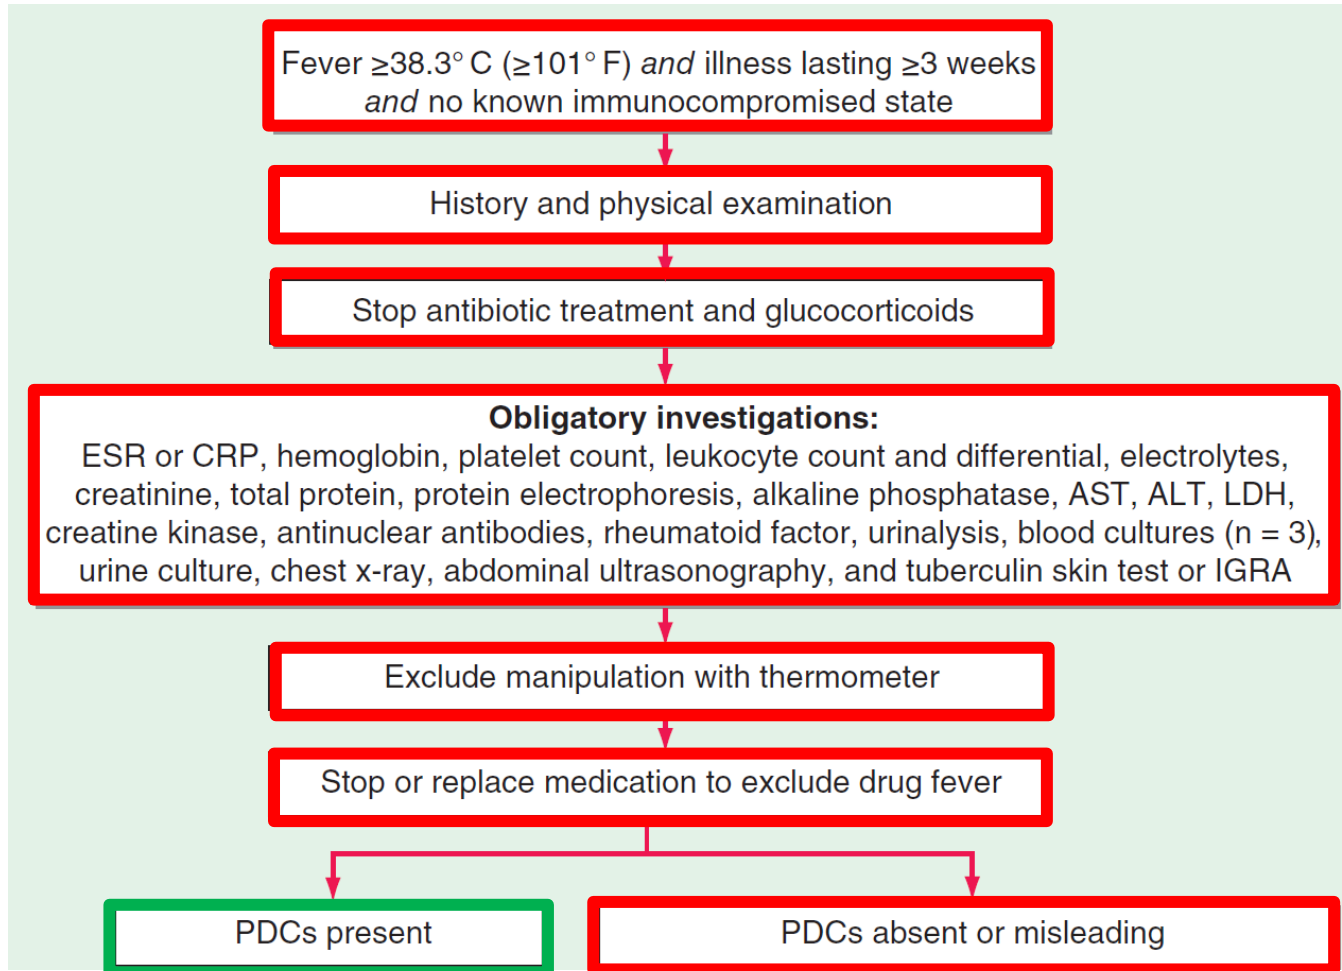 Fever ≥38.3° C (≥101° F) and illness lasting ≥3 weeks
and no known immunocompromised state
History and physical examination
Stop antibiotic treatment and glucocorticoids
Obligatory investigations:
ESR or CRP, hemoglobin, platelet count, leukocyte count and differential, electrolytes,
creatinine, total protein, protein electrophoresis, alkaline phosphatase, AST, ALT, LDH,
creatine kinase, antinuclear antibodies, rheumatoid factor, urinalysis, blood cultures (n = 3),
urine culture, chest x-ray, abdominal ultrasonography, and tuberculin skin test or IGRA
Exclude manipulation with thermometer
Stop or replace medication to exclude drug fever
PDCs present
PDCs absent or misleading